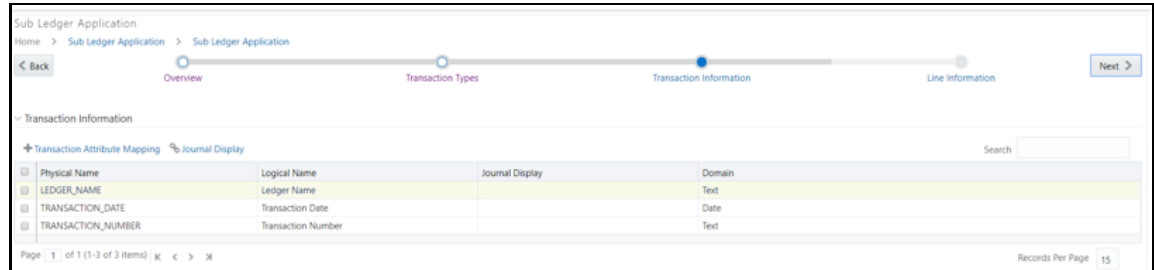 Sub Ledger Application
Home > Sub Ledger Application > Sub Ledger Application
< Back Next >
Overview Transaction Types Transaction Information Line Information
Transaction Information
+Transaction Attribute Mapping Journal Display Search
Physical Name Logical Name Journal Display Domain
LEDGER_NAME Ledger Name Text
TRANSACTION_DATE Transaction Date Date
TRANSACTION_NUMBER Transaction Number Text
Page 1 of 1 (1-3 of 3 items) K < > >| Records Per Page 15